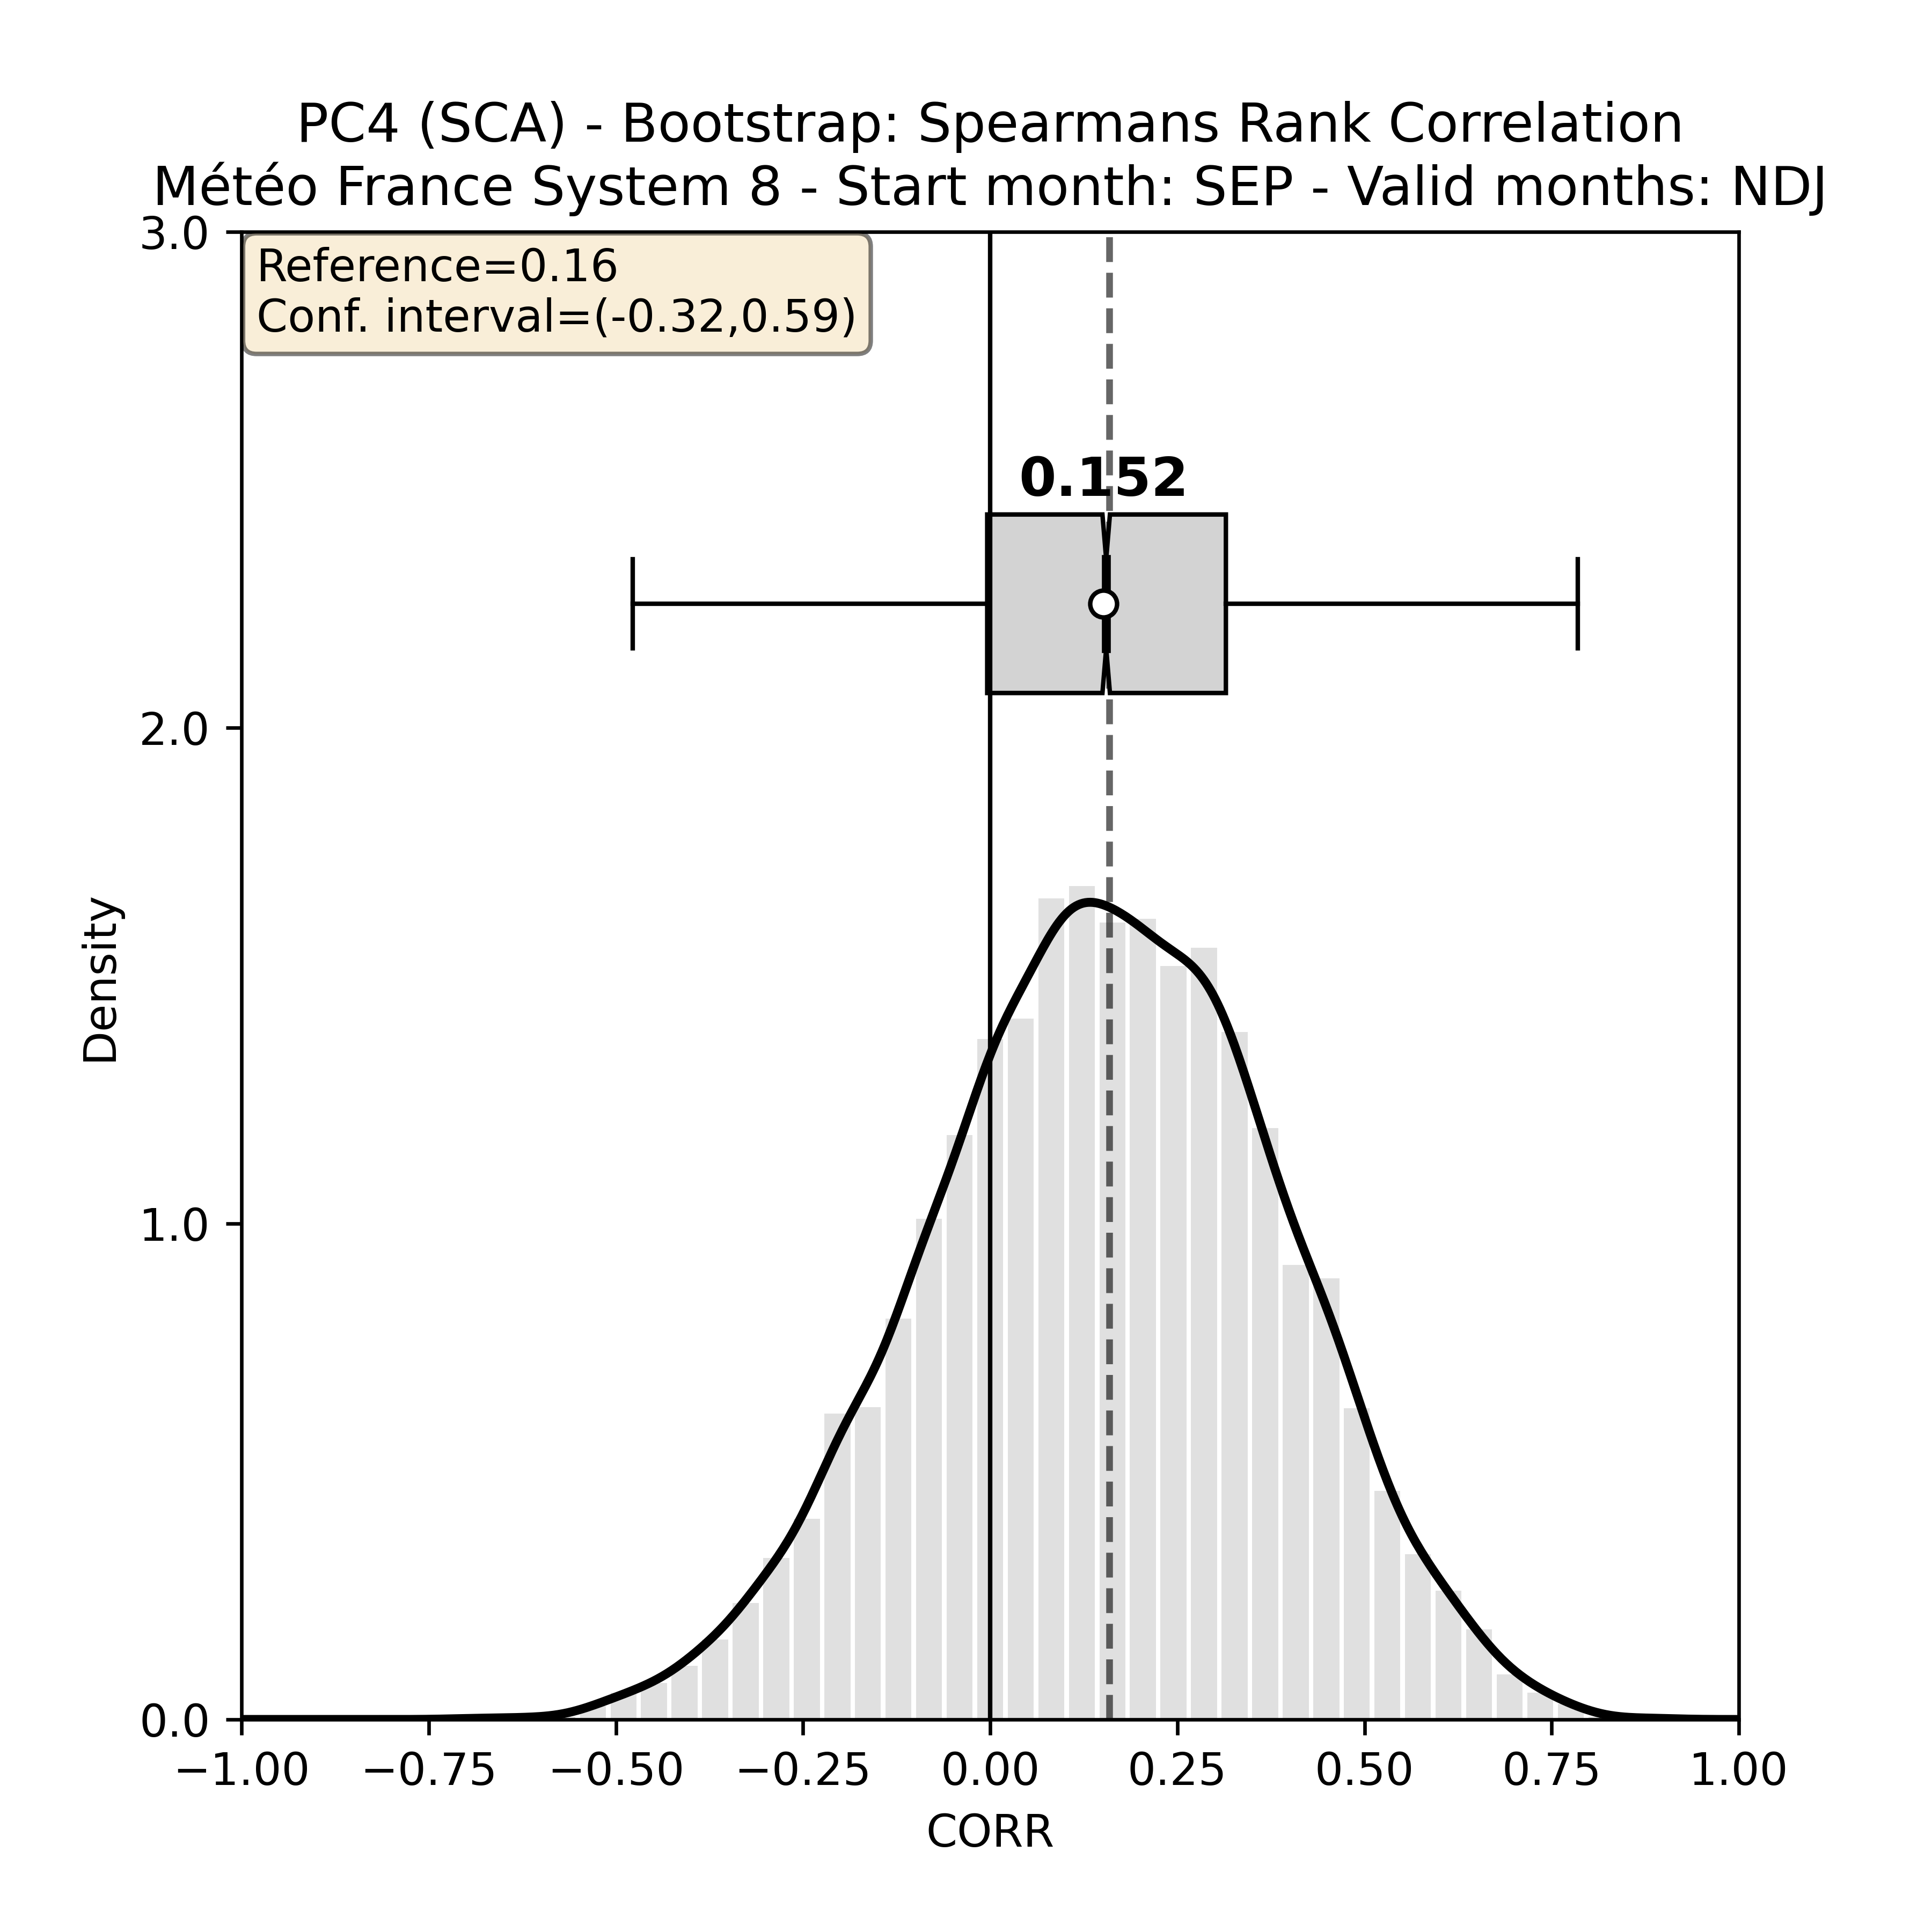 PC4 (SCA) - Bootstrap: Spearmans Rank Correlation
Météo France System 8 - Start month: SEP - Valid months: NDJ
Reference=0.16
Conf. interval=(-0.32,0.59)
0.152
3.0
2.0
1.0
0.0
Density
−1.00 −0.75 −0.50 −0.25 0.00 0.25 0.50 0.75 1.00
CORR